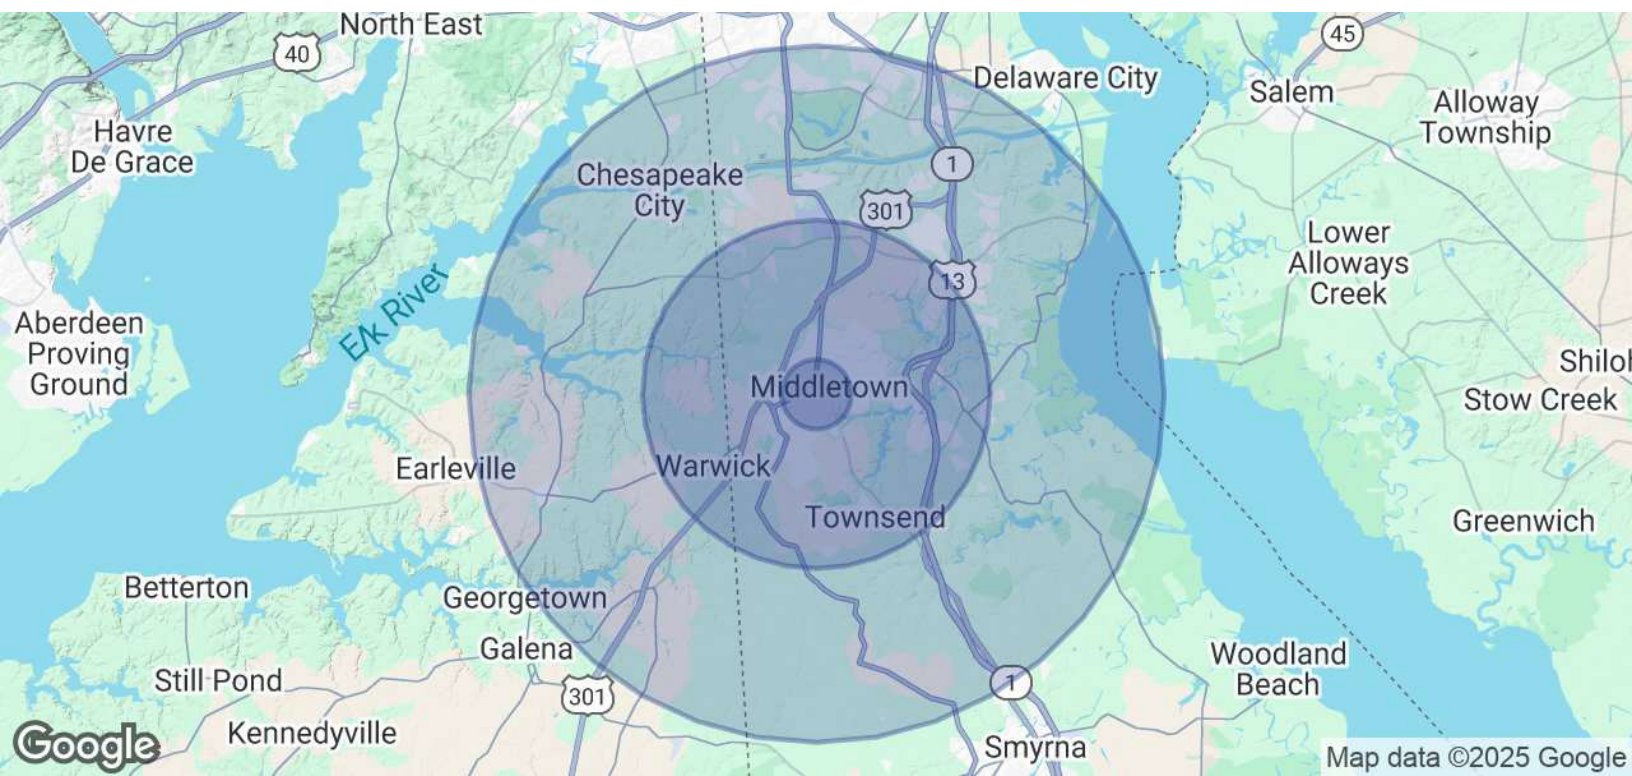 North East
40
45
Delaware City
Salem
Alloway
Township
Havre
De Grace
Chesapeake
City
1
301
Lower
Alloways
Creek
13
Elk River
Aberdeen
Proving
Ground
Shiloh
Middletown
Stow Creek
Earleville
Warwick
Townsend
Greenwich
Betterton
Georgetown
Galena
Woodland
Beach
Still Pond
301
1
Kennedyville
Smyrna
Google
Map data ©2025 Google